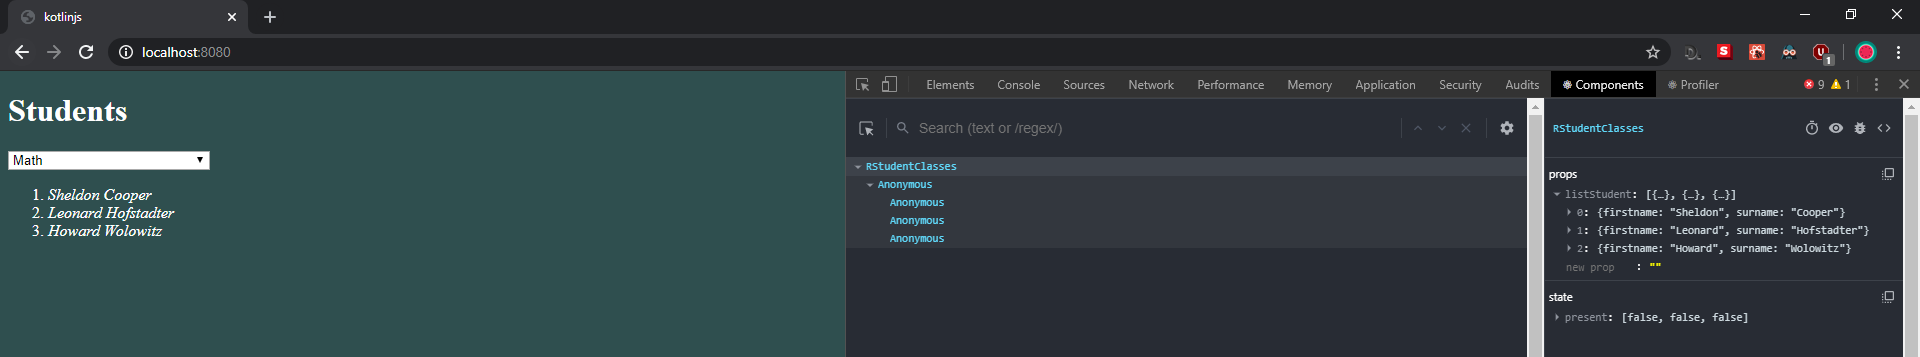 kotlinjs
localhost:8080
1
Students
Math
1. Sheldon Cooper
2. Leonard Hofstadter
3. Howard Wolowitz
Elements Console Sources Network Performance Memory Application Security Audits Components Profiler 9 1
Search (text or /regex/)
RStudentClasses
Anonymous
Anonymous
Anonymous
Anonymous
RStudentClasses
props
listStudent: [{…}, {…}, {…}]
0: {firstname: "Sheldon", surname: "Cooper"}
1: {firstname: "Leonard", surname: "Hofstadter"}
2: {firstname: "Howard", surname: "Wolowitz"}
new prop : ""
state
present: [false, false, false]